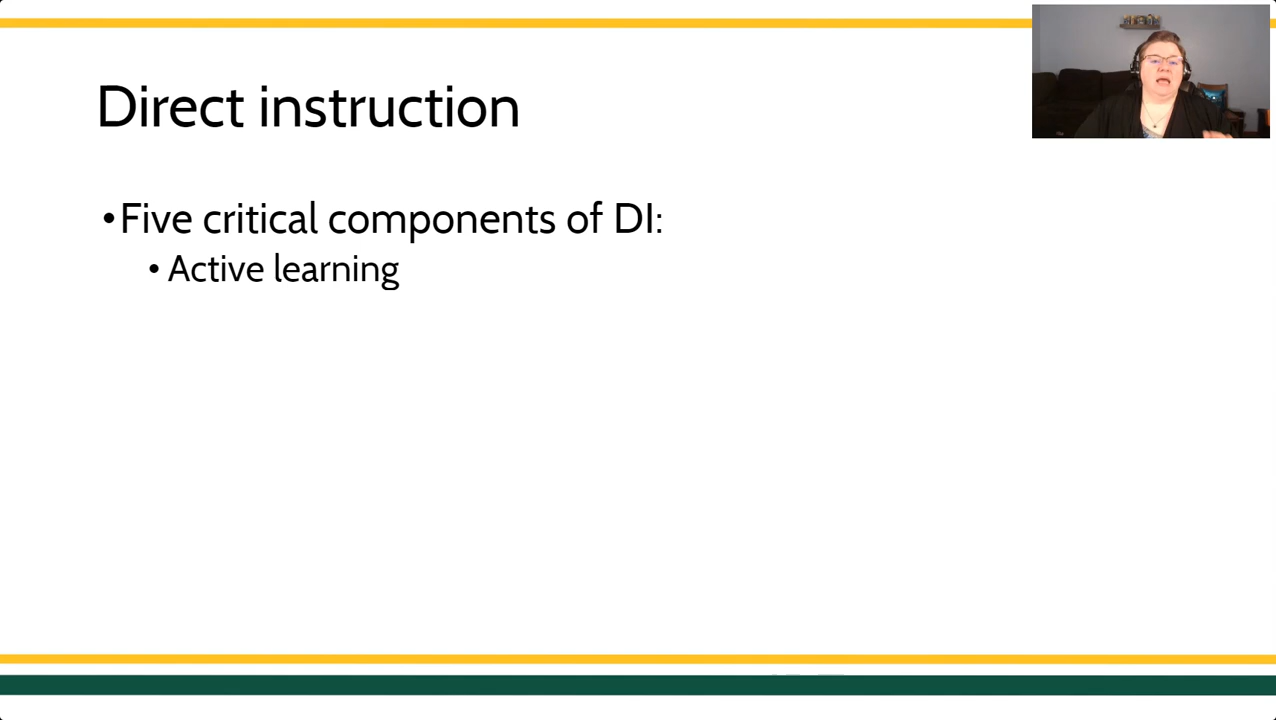 Direct instruction
•Five critical components of DI:
• Active learning